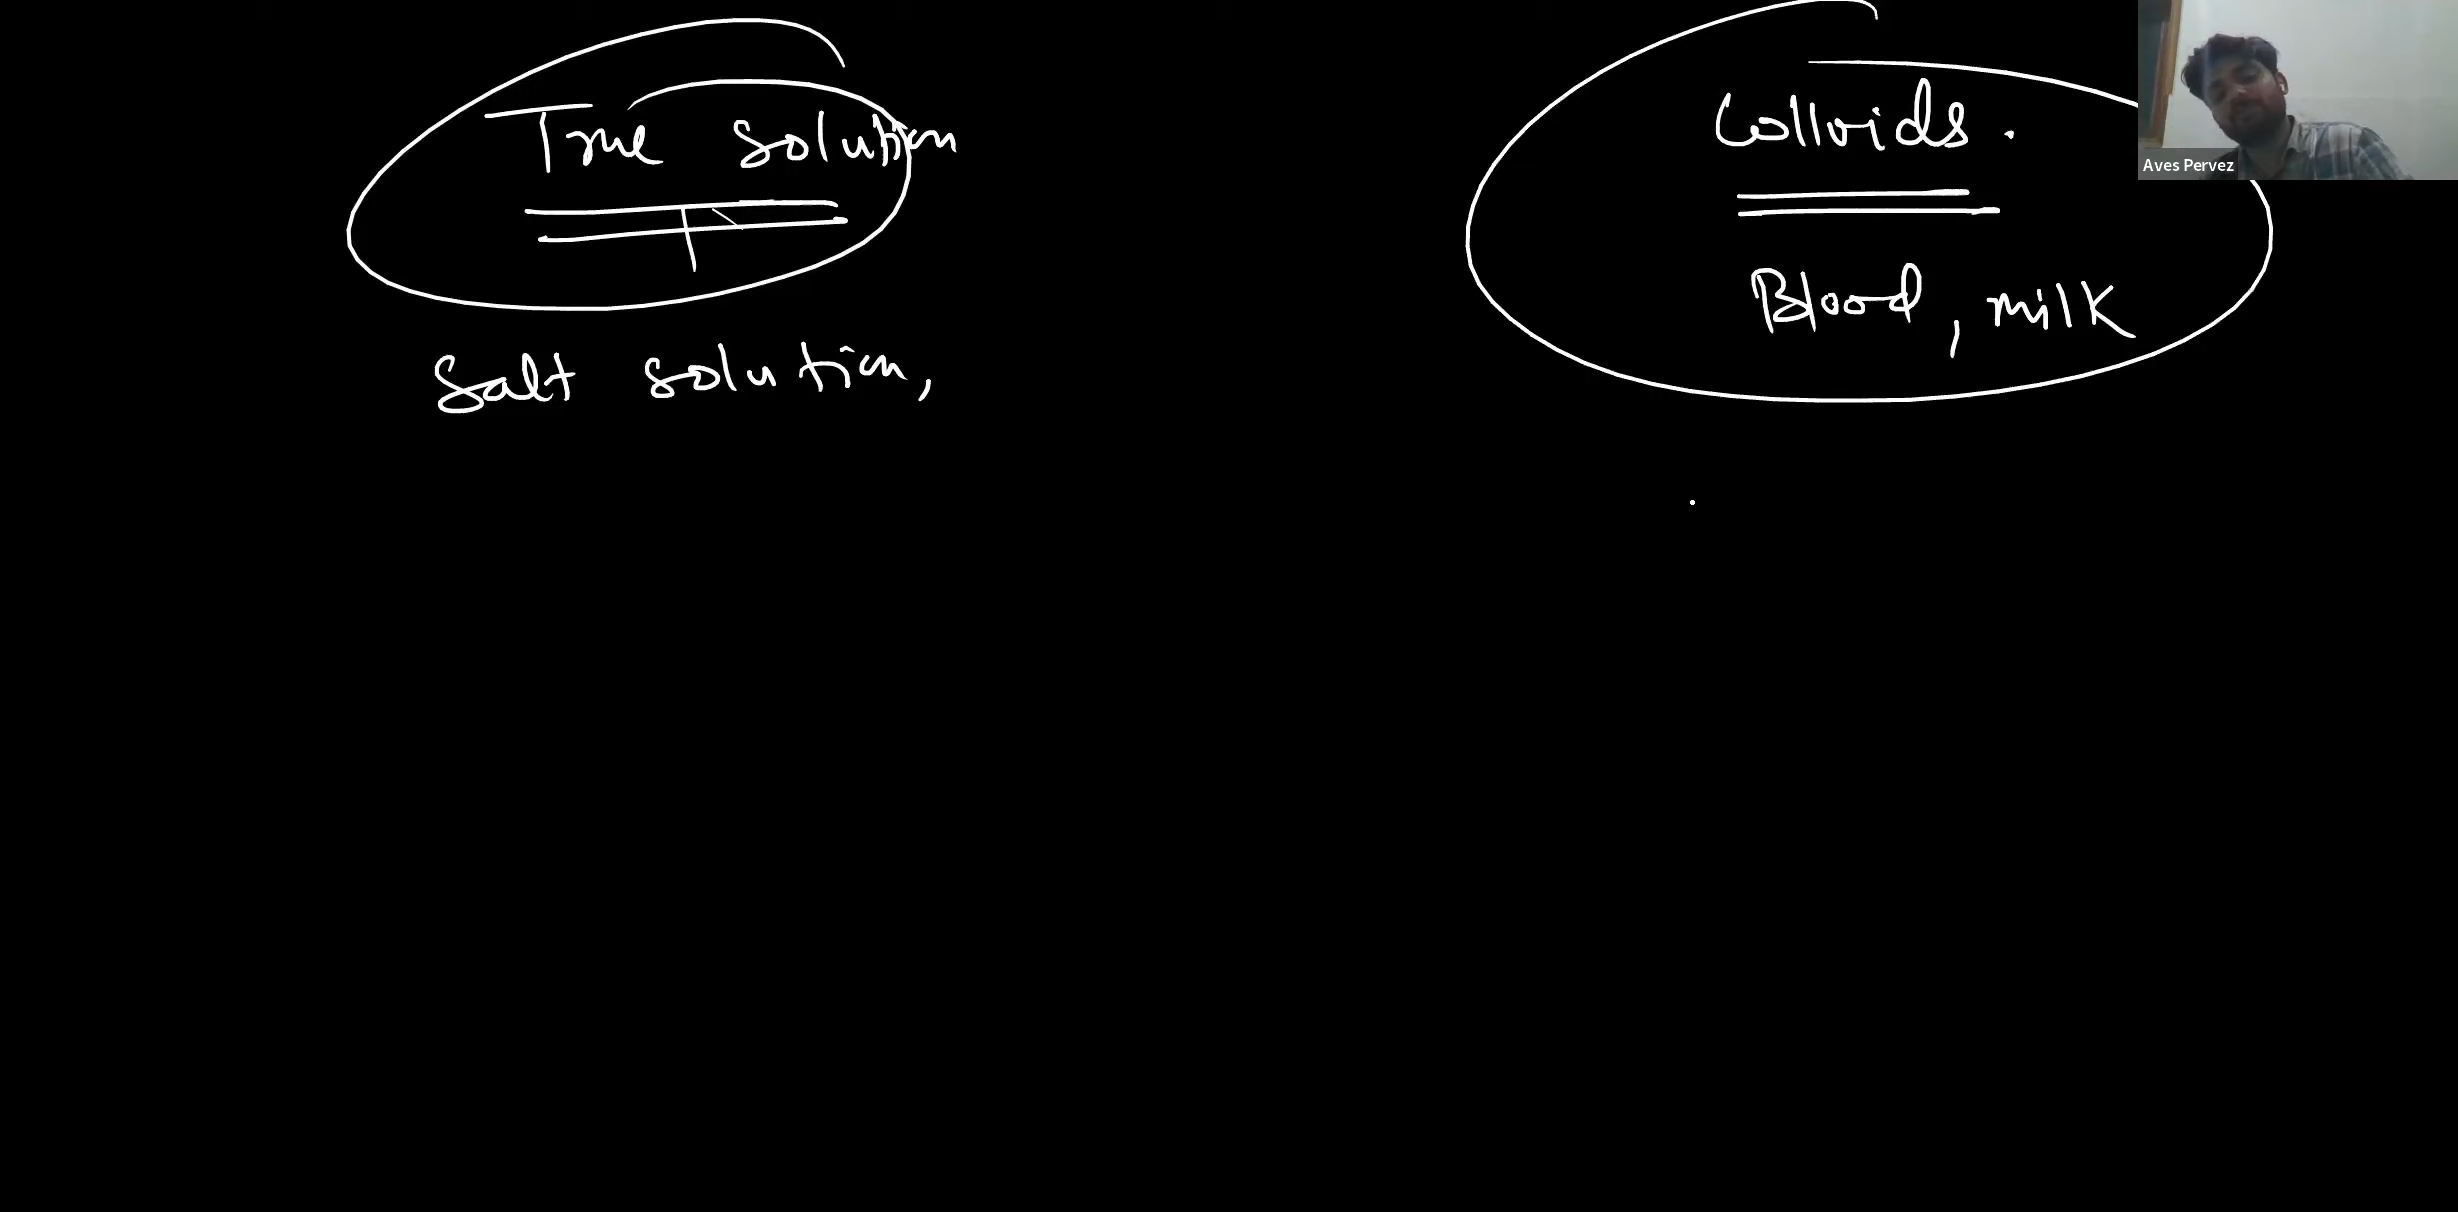 True solution
Colloids.
Aves Pervez
Blood, milk
Salt solution,